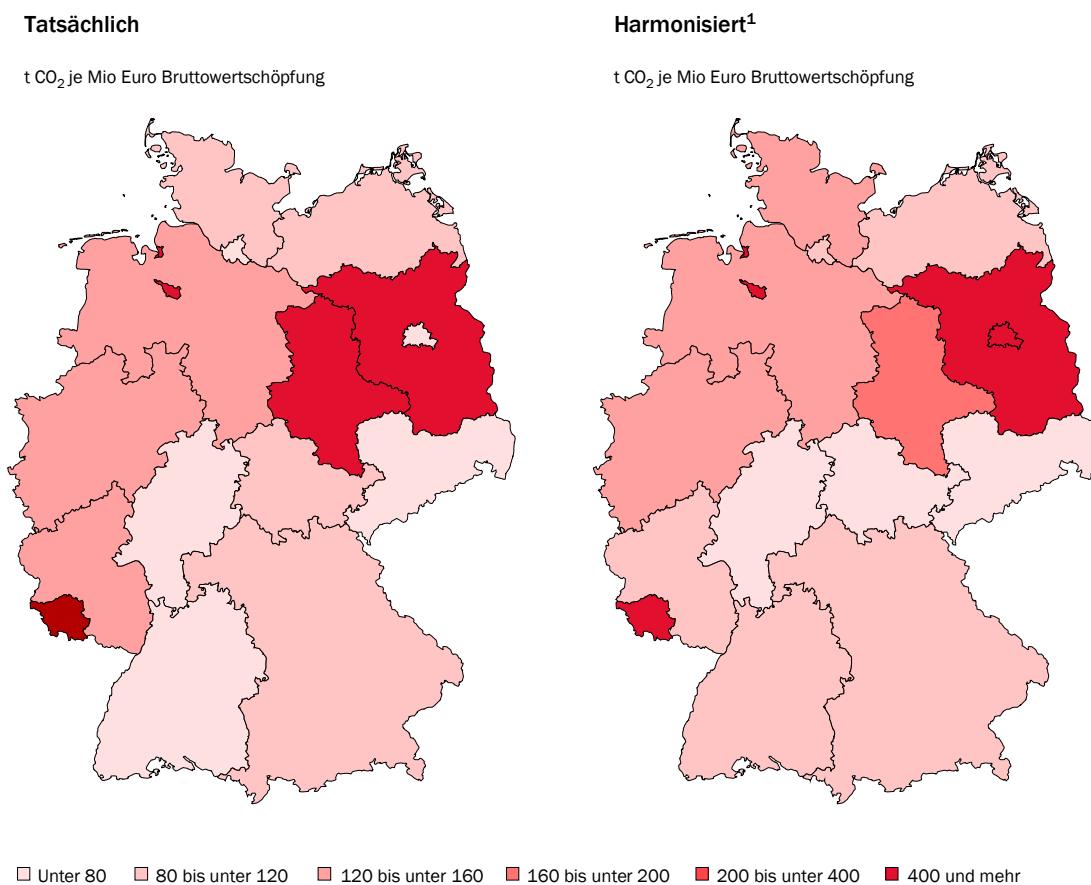 Tatsächlich
t CO₂ je Mio Euro Bruttowertschöpfung
Harmonisiert¹
t CO₂ je Mio Euro Bruttowertschöpfung
Unter 80 80 bis unter 120 120 bis unter 160 160 bis unter 200 200 bis unter 400 400 und mehr